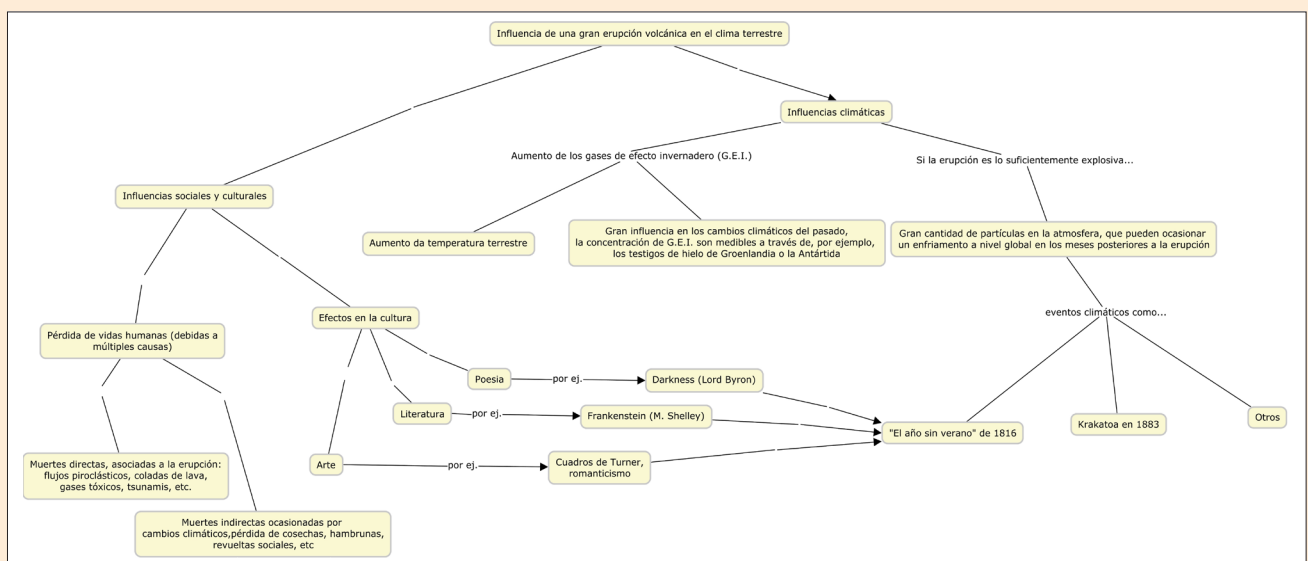 Influencia de una gran erupción volcánica en el clima terrestre
Influencias climáticas
Aumento de los gases de efecto invernadero (G.E.I.)
Si la erupción es lo suficientemente explosiva...
Influencias sociales y culturales
Aumento da temperatura terrestre
Gran influencia en los cambios climáticos del pasado,
la concentración de G.E.I. son medibles a través de, por ejemplo,
los testigos de hielo de Groenlandia o la Antártida
Gran cantidad de partículas en la atmosfera, que pueden ocasionar
un enfriamento a nivel global en los meses posteriores a la erupción
Pérdida de vidas humanas (debidas a
múltiples causas)
Efectos en la cultura
eventos climáticos como...
Poesia
por ej.
Darkness (Lord Byron)
Literatura
por ej.
Frankenstein (M. Shelley)
"El año sin verano" de 1816
Krakatoa en 1883
Otros
Arte
por ej.
Cuadros de Turner,
romanticismo
Muertes directas, asociadas a la erupción:
flujos piroclásticos, coladas de lava,
gases tóxicos, tsunamis, etc.
Muertes indirectas ocasionadas por
cambios climáticos,pérdida de cosechas, hambrunas,
revueltas sociales, etc